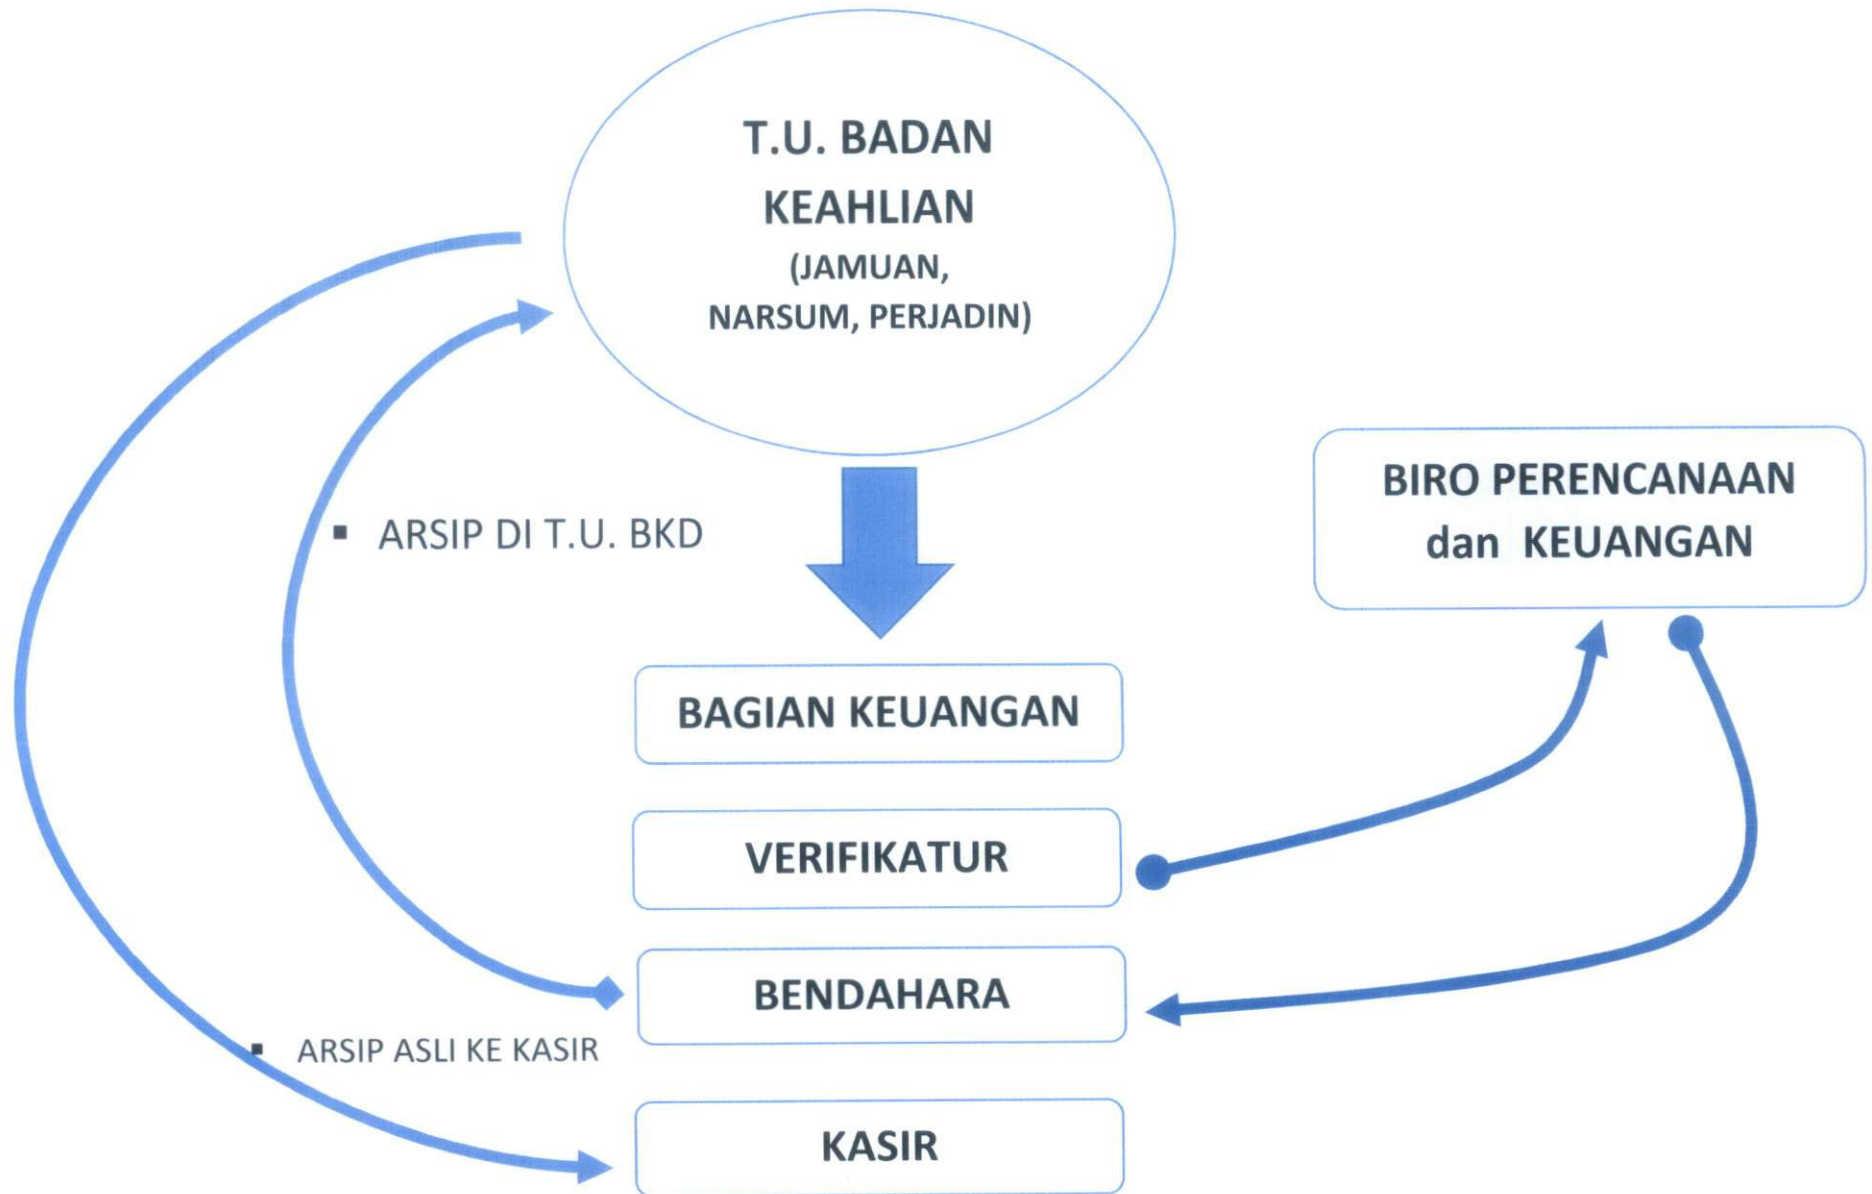 T.U. BADAN
KEAHLIAN
(JAMUAN,
NARSUM, PERJADIN)
BIRO PERENCANAAN
dan KEUANGAN
▪ ARSIP DI T.U. BKD
BAGIAN KEUANGAN
VERIFIKATUR
BENDAHARA
▪ ARSIP ASLI KE KASIR
KASIR